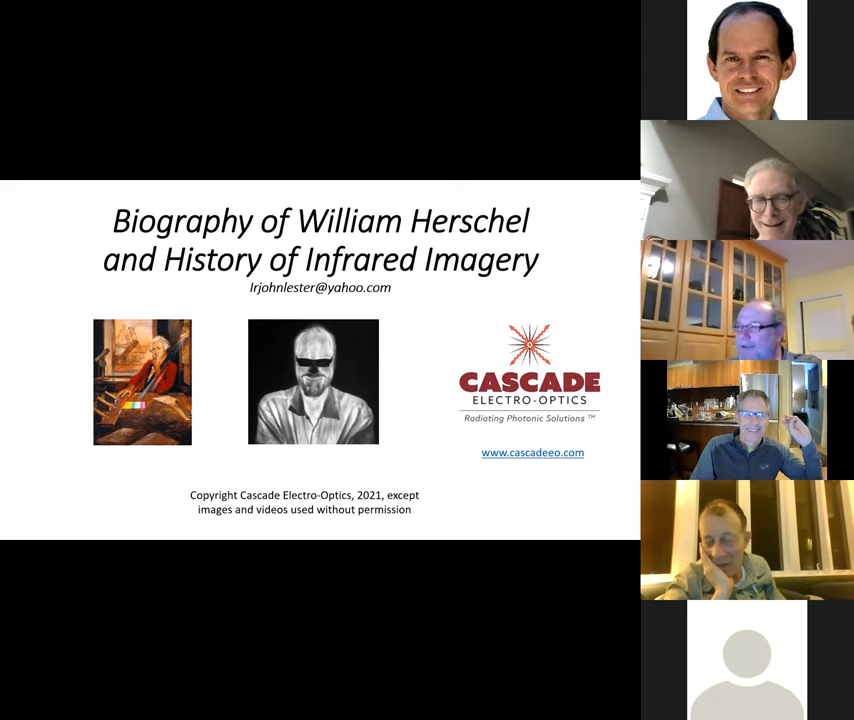 Biography of William Herschel
and History of Infrared Imagery
Irjohnlester@yahoo.com
CASCADE
ELECTRO-OPTICS
Radiating Photonic Solutions ™
www.cascadeeo.com
Copyright Cascade Electro-Optics, 2021, except
images and videos used without permission